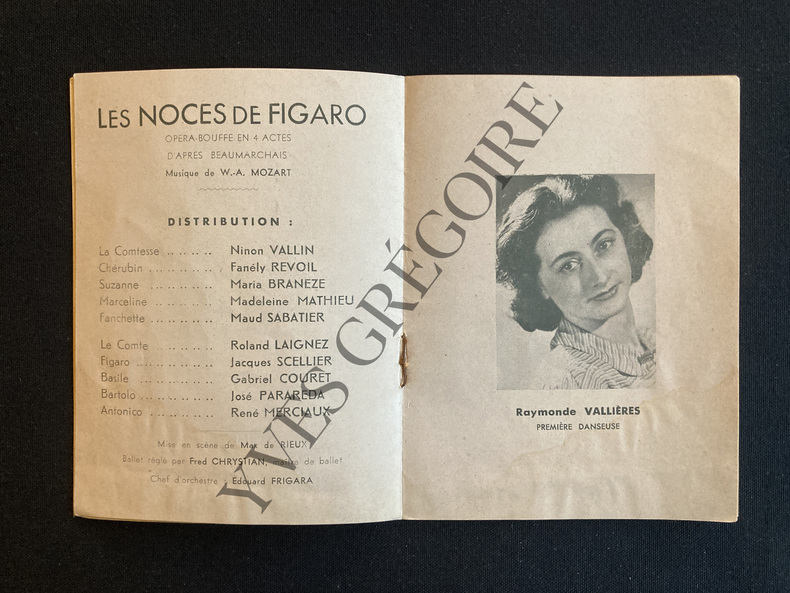 LES NOCES DE FIGARO
OPERA-BOUFFE EN 4 ACTES
D'APRES BEAUMARCHAIS
Musique de W.-A. MOZART
DISTRIBUTION :
La Comtesse .. .. .. .. Ninon VALLIN
Chérubin .. .. .. .. .. Fanély REVOIL
Suzanne .. .. .. .. .. Maria BRANEZE
Marceline .. .. .. .. .. Madeleine MATHIEU
Fanchette .. .. .. .. .. Maud SABATIER
Le Comte .. .. .. .. Roland LAIGNEZ
Figaro .. .. .. .. .. Jacques SCELLIER
Basile .. .. .. .. .. Gabriel COURET
Bartolo .. .. .. .. .. José PARAREDA
Antonico .. .. .. .. .. René MERCIAUX
Mise en scène de Max de RIEUX
Ballet réglé par Fred CHRYSTIAN, maître de ballet
Chef d'orchestre : Edouard FRIGARA
Raymonde VALLIÈRES
PREMIÈRE DANSEUSE
YVES GRÉGOIRE